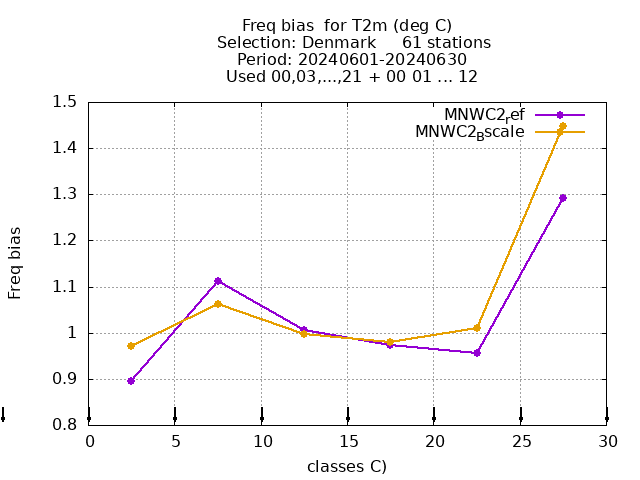 Freq bias  for T2m (deg C)
Selection: Denmark     61 stations
Period: 20240601-20240630
Used 00,03,...,21 + 00 01 ... 12
MNWC2ref
MNWC2Bscale
1.5
1.4
1.3
1.2
1.1
1
0.9
0.8
Freq bias
0 5 10 15 20 25 30
classes C)